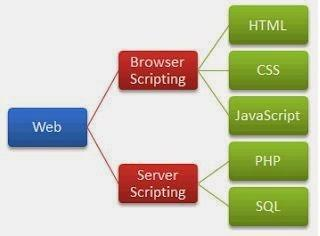 Web
Browser
Scripting
HTML
CSS
JavaScript
Server
Scripting
PHP
SQL